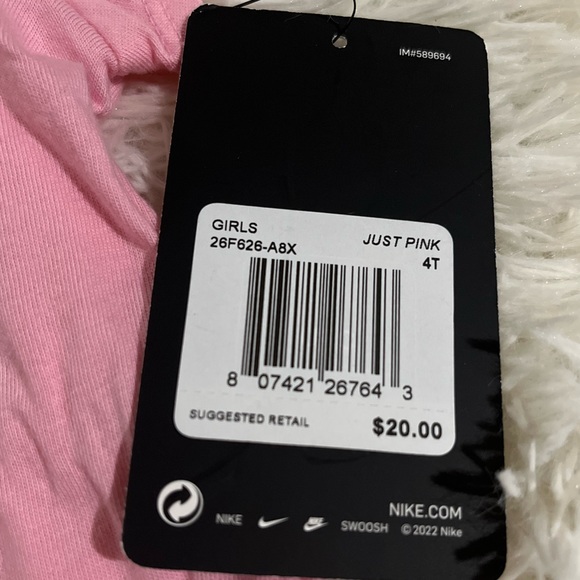 IM#589694
GIRLS
26F626-A8X
JUST PINK
4T
8 07421 26764 3
SUGGESTED RETAIL $20.00
NIKE.COM
NIKE NIKE SWOOSH © 2022 Nike